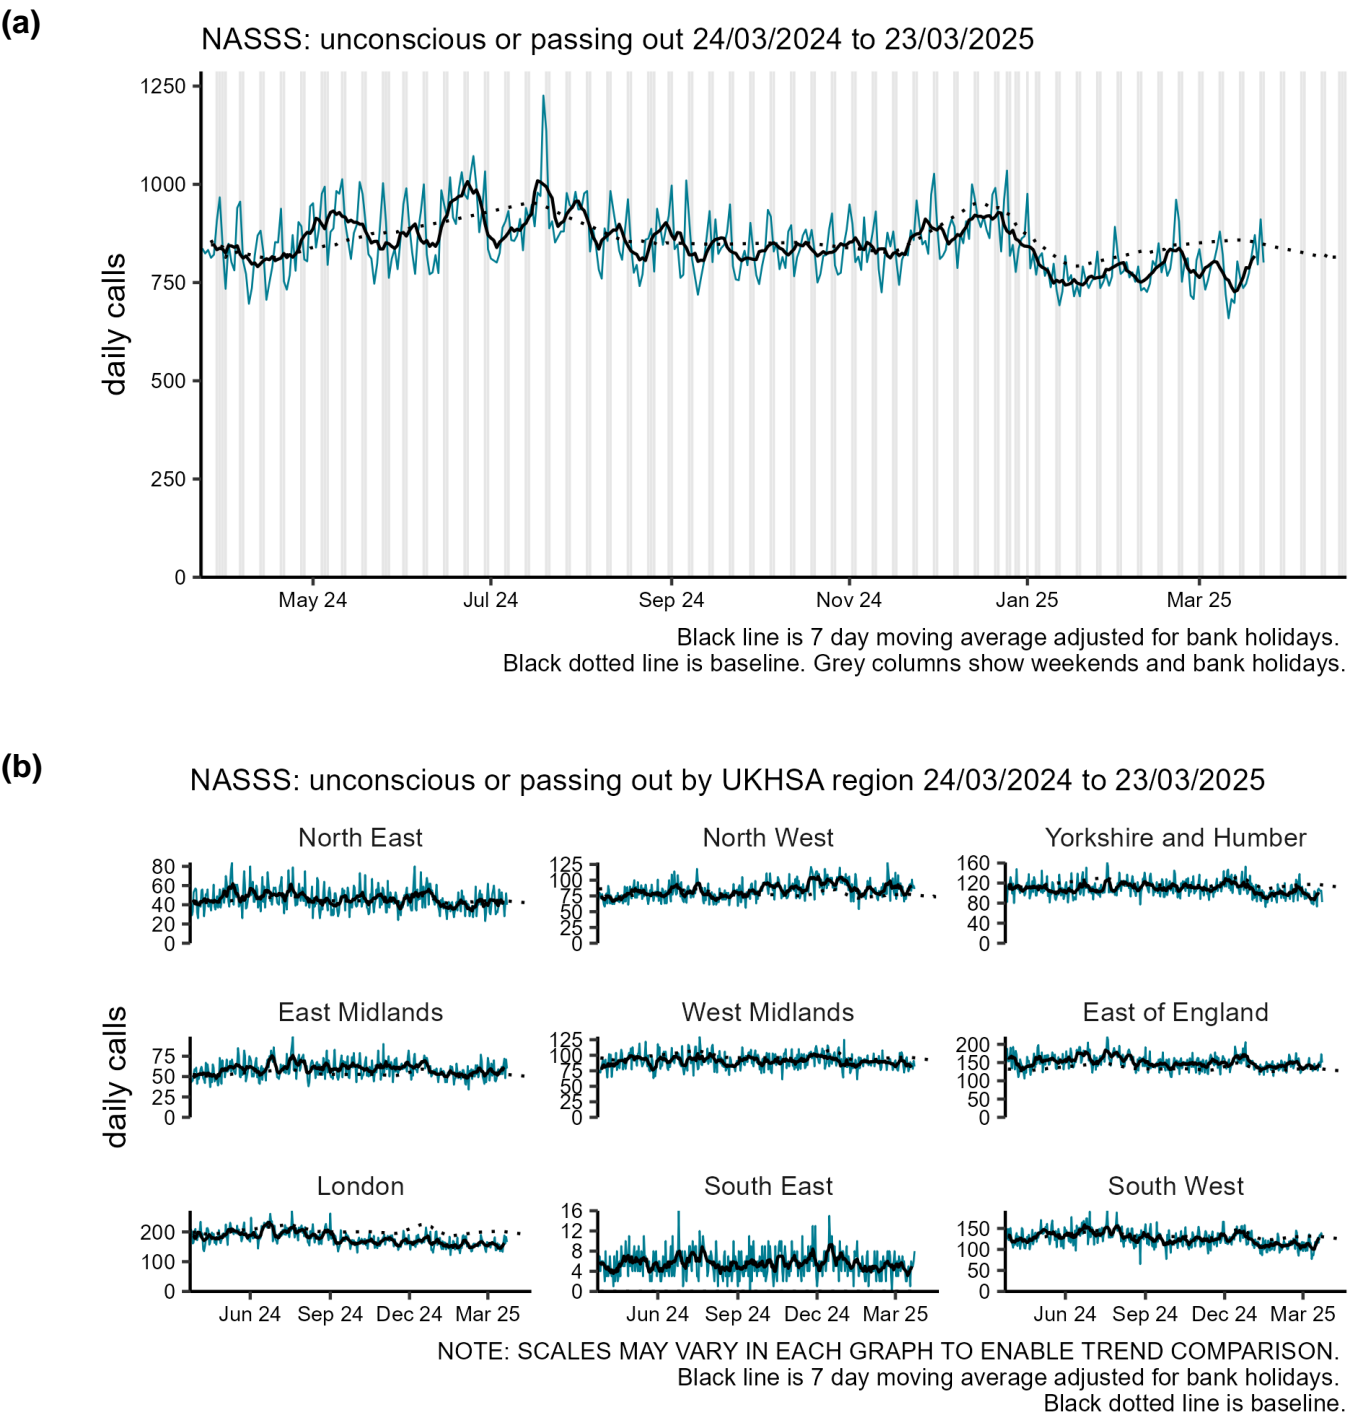 (a)
NASSS: unconscious or passing out 24/03/2024 to 23/03/2025
daily calls
1250
1000
750
500
250
0
May 24 Jul 24 Sep 24 Nov 24 Jan 25 Mar 25
Black line is 7 day moving average adjusted for bank holidays.
Black dotted line is baseline. Grey columns show weekends and bank holidays.
(b)
NASSS: unconscious or passing out by UKHSA region 24/03/2024 to 23/03/2025
daily calls
North East
80
60
40
20
0
North West
125
100
75
50
25
0
Yorkshire and Humber
160
120
80
40
0
East Midlands
75
50
25
0
West Midlands
125
100
75
50
25
0
East of England
200
150
100
50
0
London
200
100
0
Jun 24 Sep 24 Dec 24 Mar 25
South East
16
12
8
4
0
Jun 24 Sep 24 Dec 24 Mar 25
South West
150
100
50
0
Jun 24 Sep 24 Dec 24 Mar 25
NOTE: SCALES MAY VARY IN EACH GRAPH TO ENABLE TREND COMPARISON.
Black line is 7 day moving average adjusted for bank holidays.
Black dotted line is baseline.